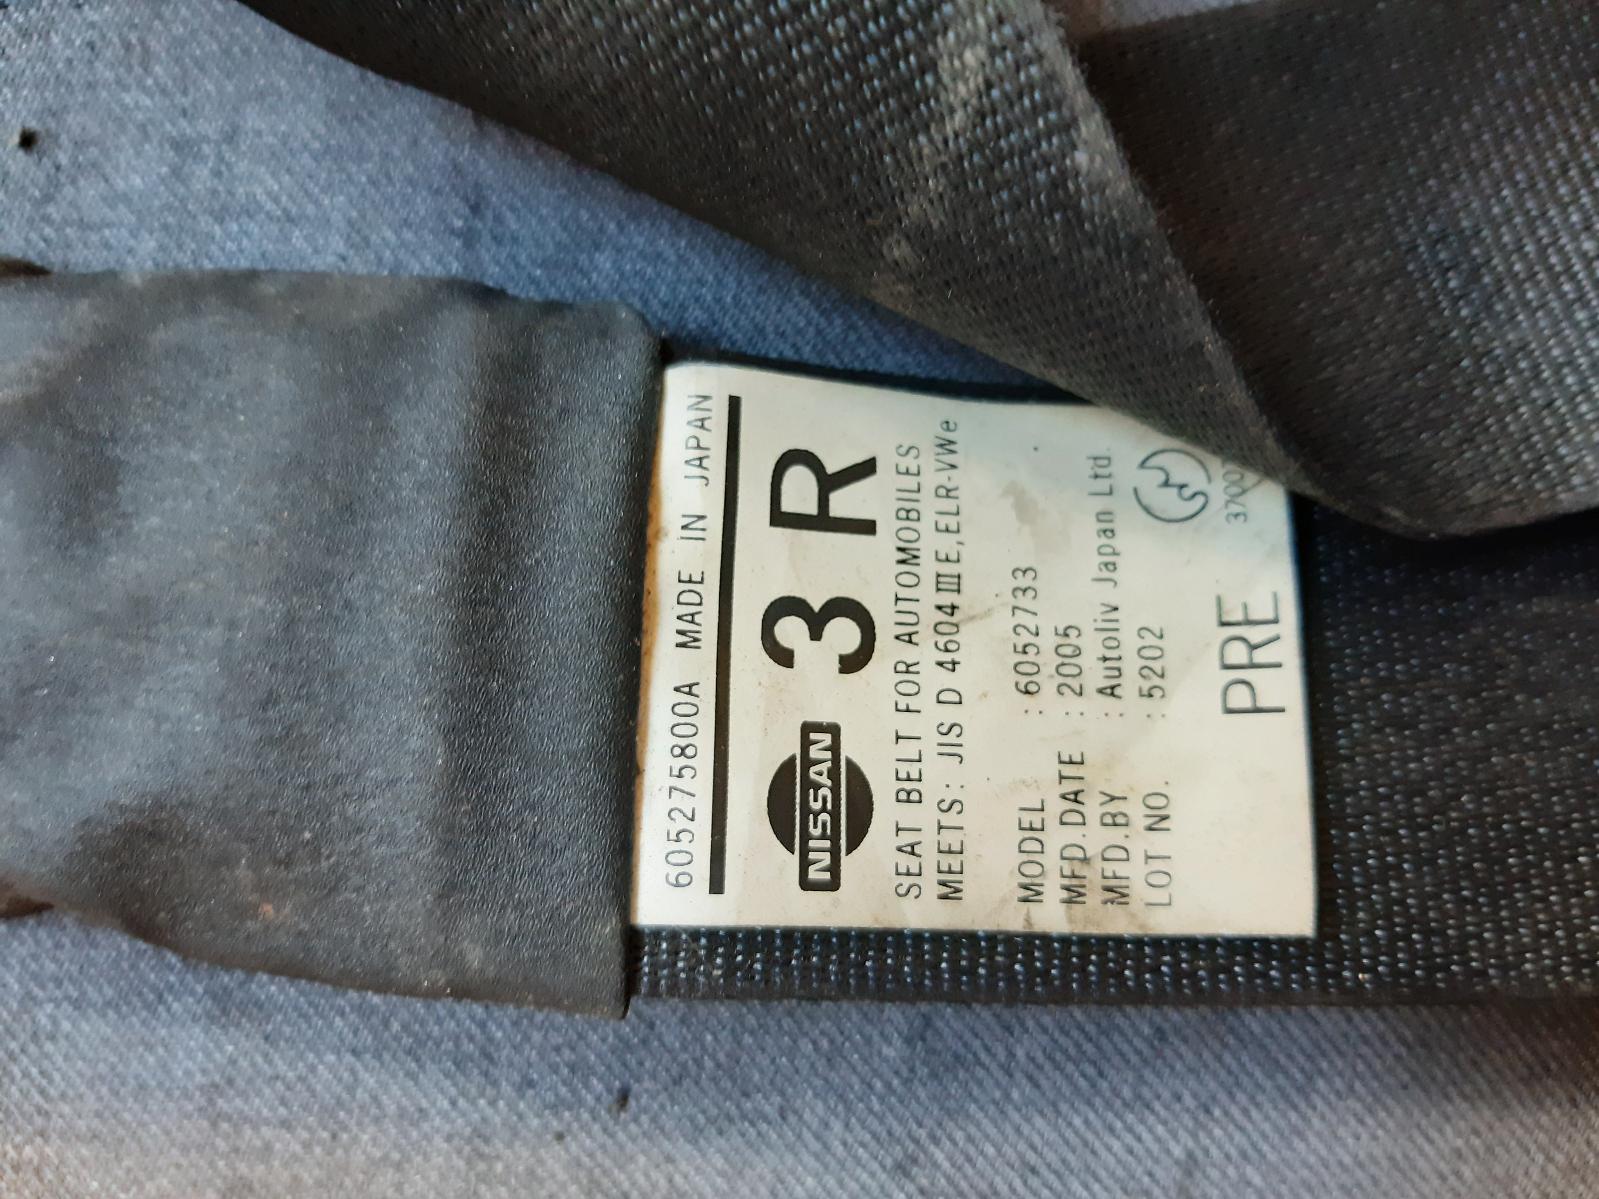 605275800A MADE IN JAPAN
NISSAN 3 R
SEAT BELT FOR AUTOMOBILES
MEETS: JIS D 4604 III E, ELR-VWe
MODEL : 6052733
MFD.DATE : 2005
MFD.BY : Autoliv Japan Ltd.
LOT NO. : 5202
PRE